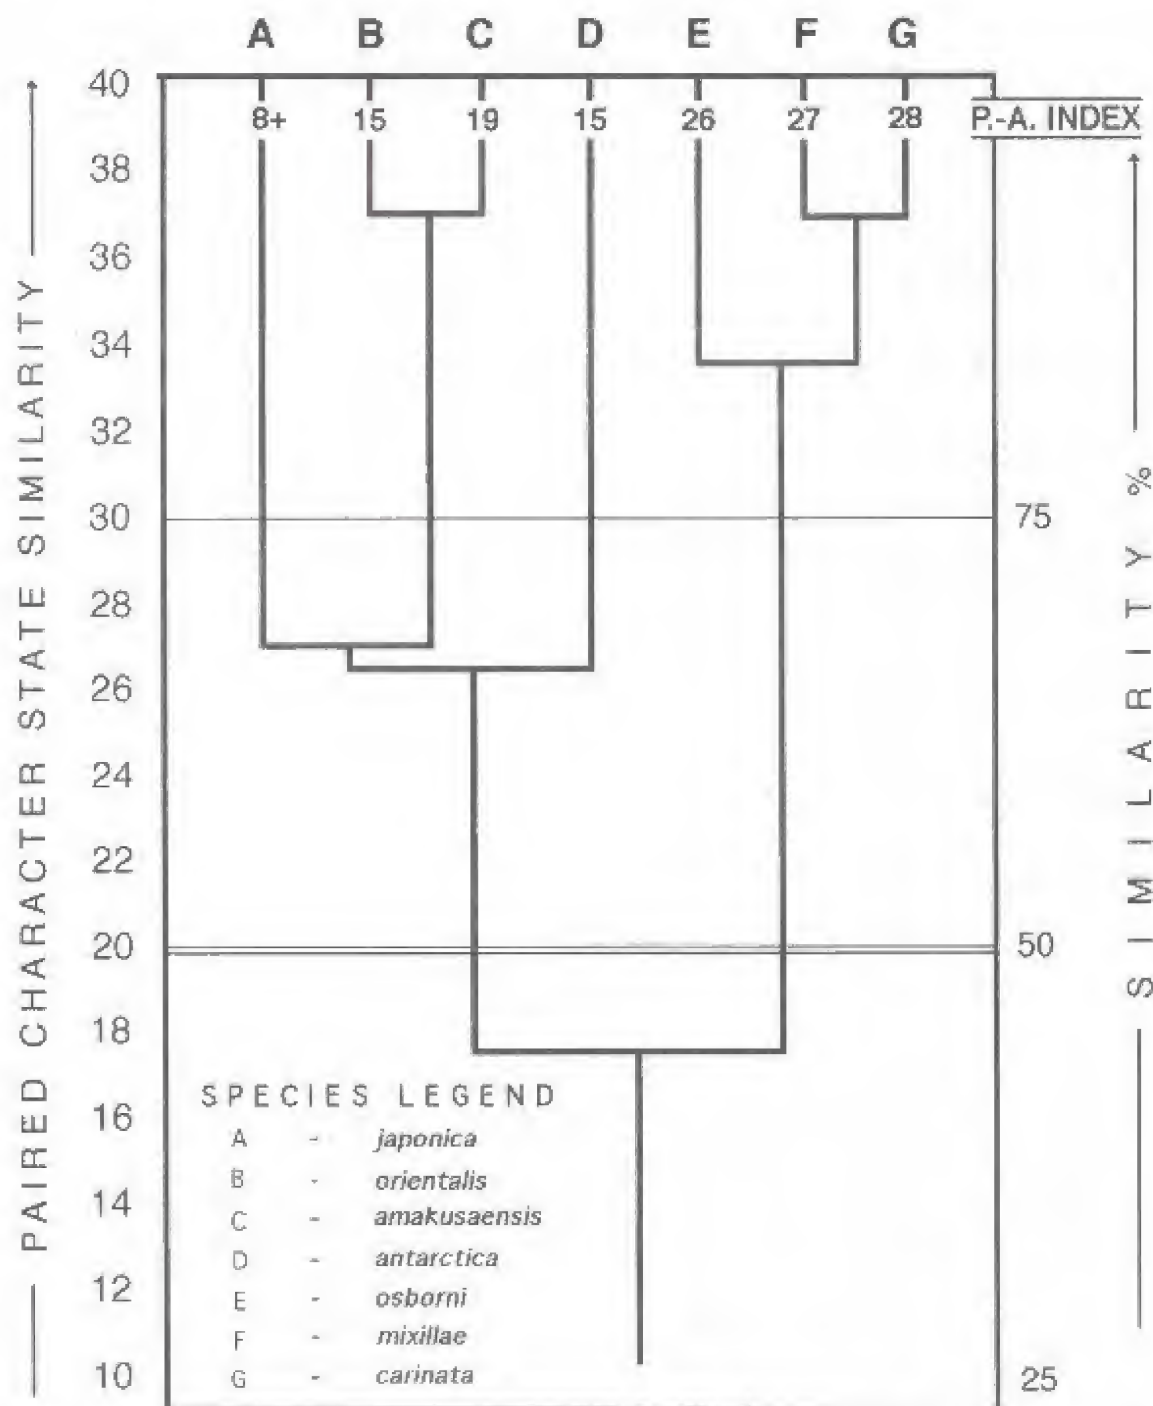 A B C D E F G
40
8+ 15 19 15 26 27 28 P.-A. INDEX
38
36
34
32
30 75
28
26
24
22
20 50
18
16
14
12
10 25
PAIRED CHARACTER STATE SIMILARITY
SIMILARITY %
SPECIES LEGEND
A - japonica
B - orientalis
C - amakusaensis
D - antarctica
E - osborni
F - mixillae
G - carinata